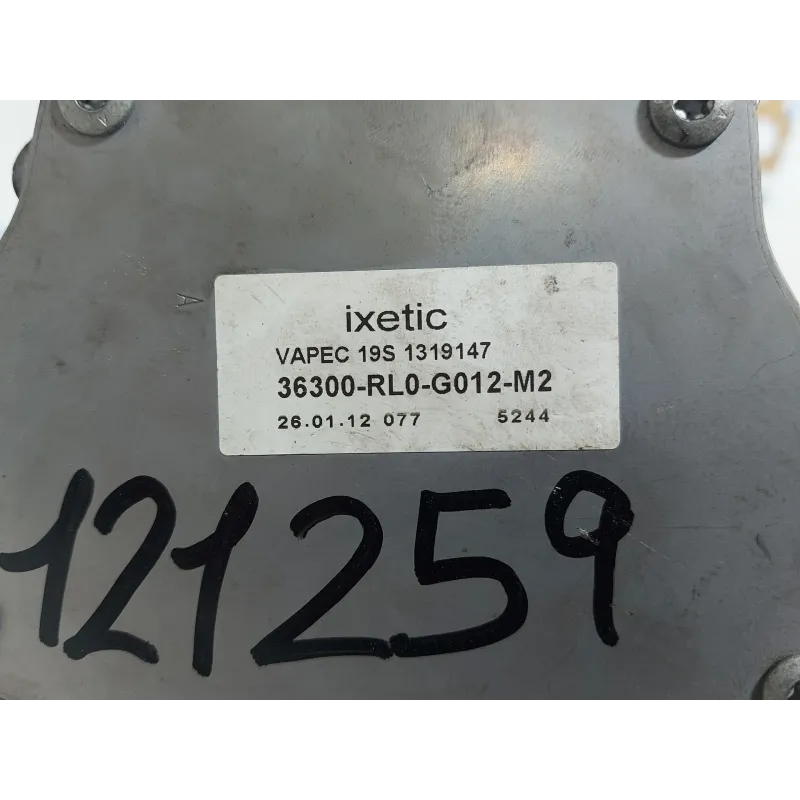 A
ixetic
VAPEC 19S 1319147
36300-RL0-G012-M2
26.01.12 077 5244
121259